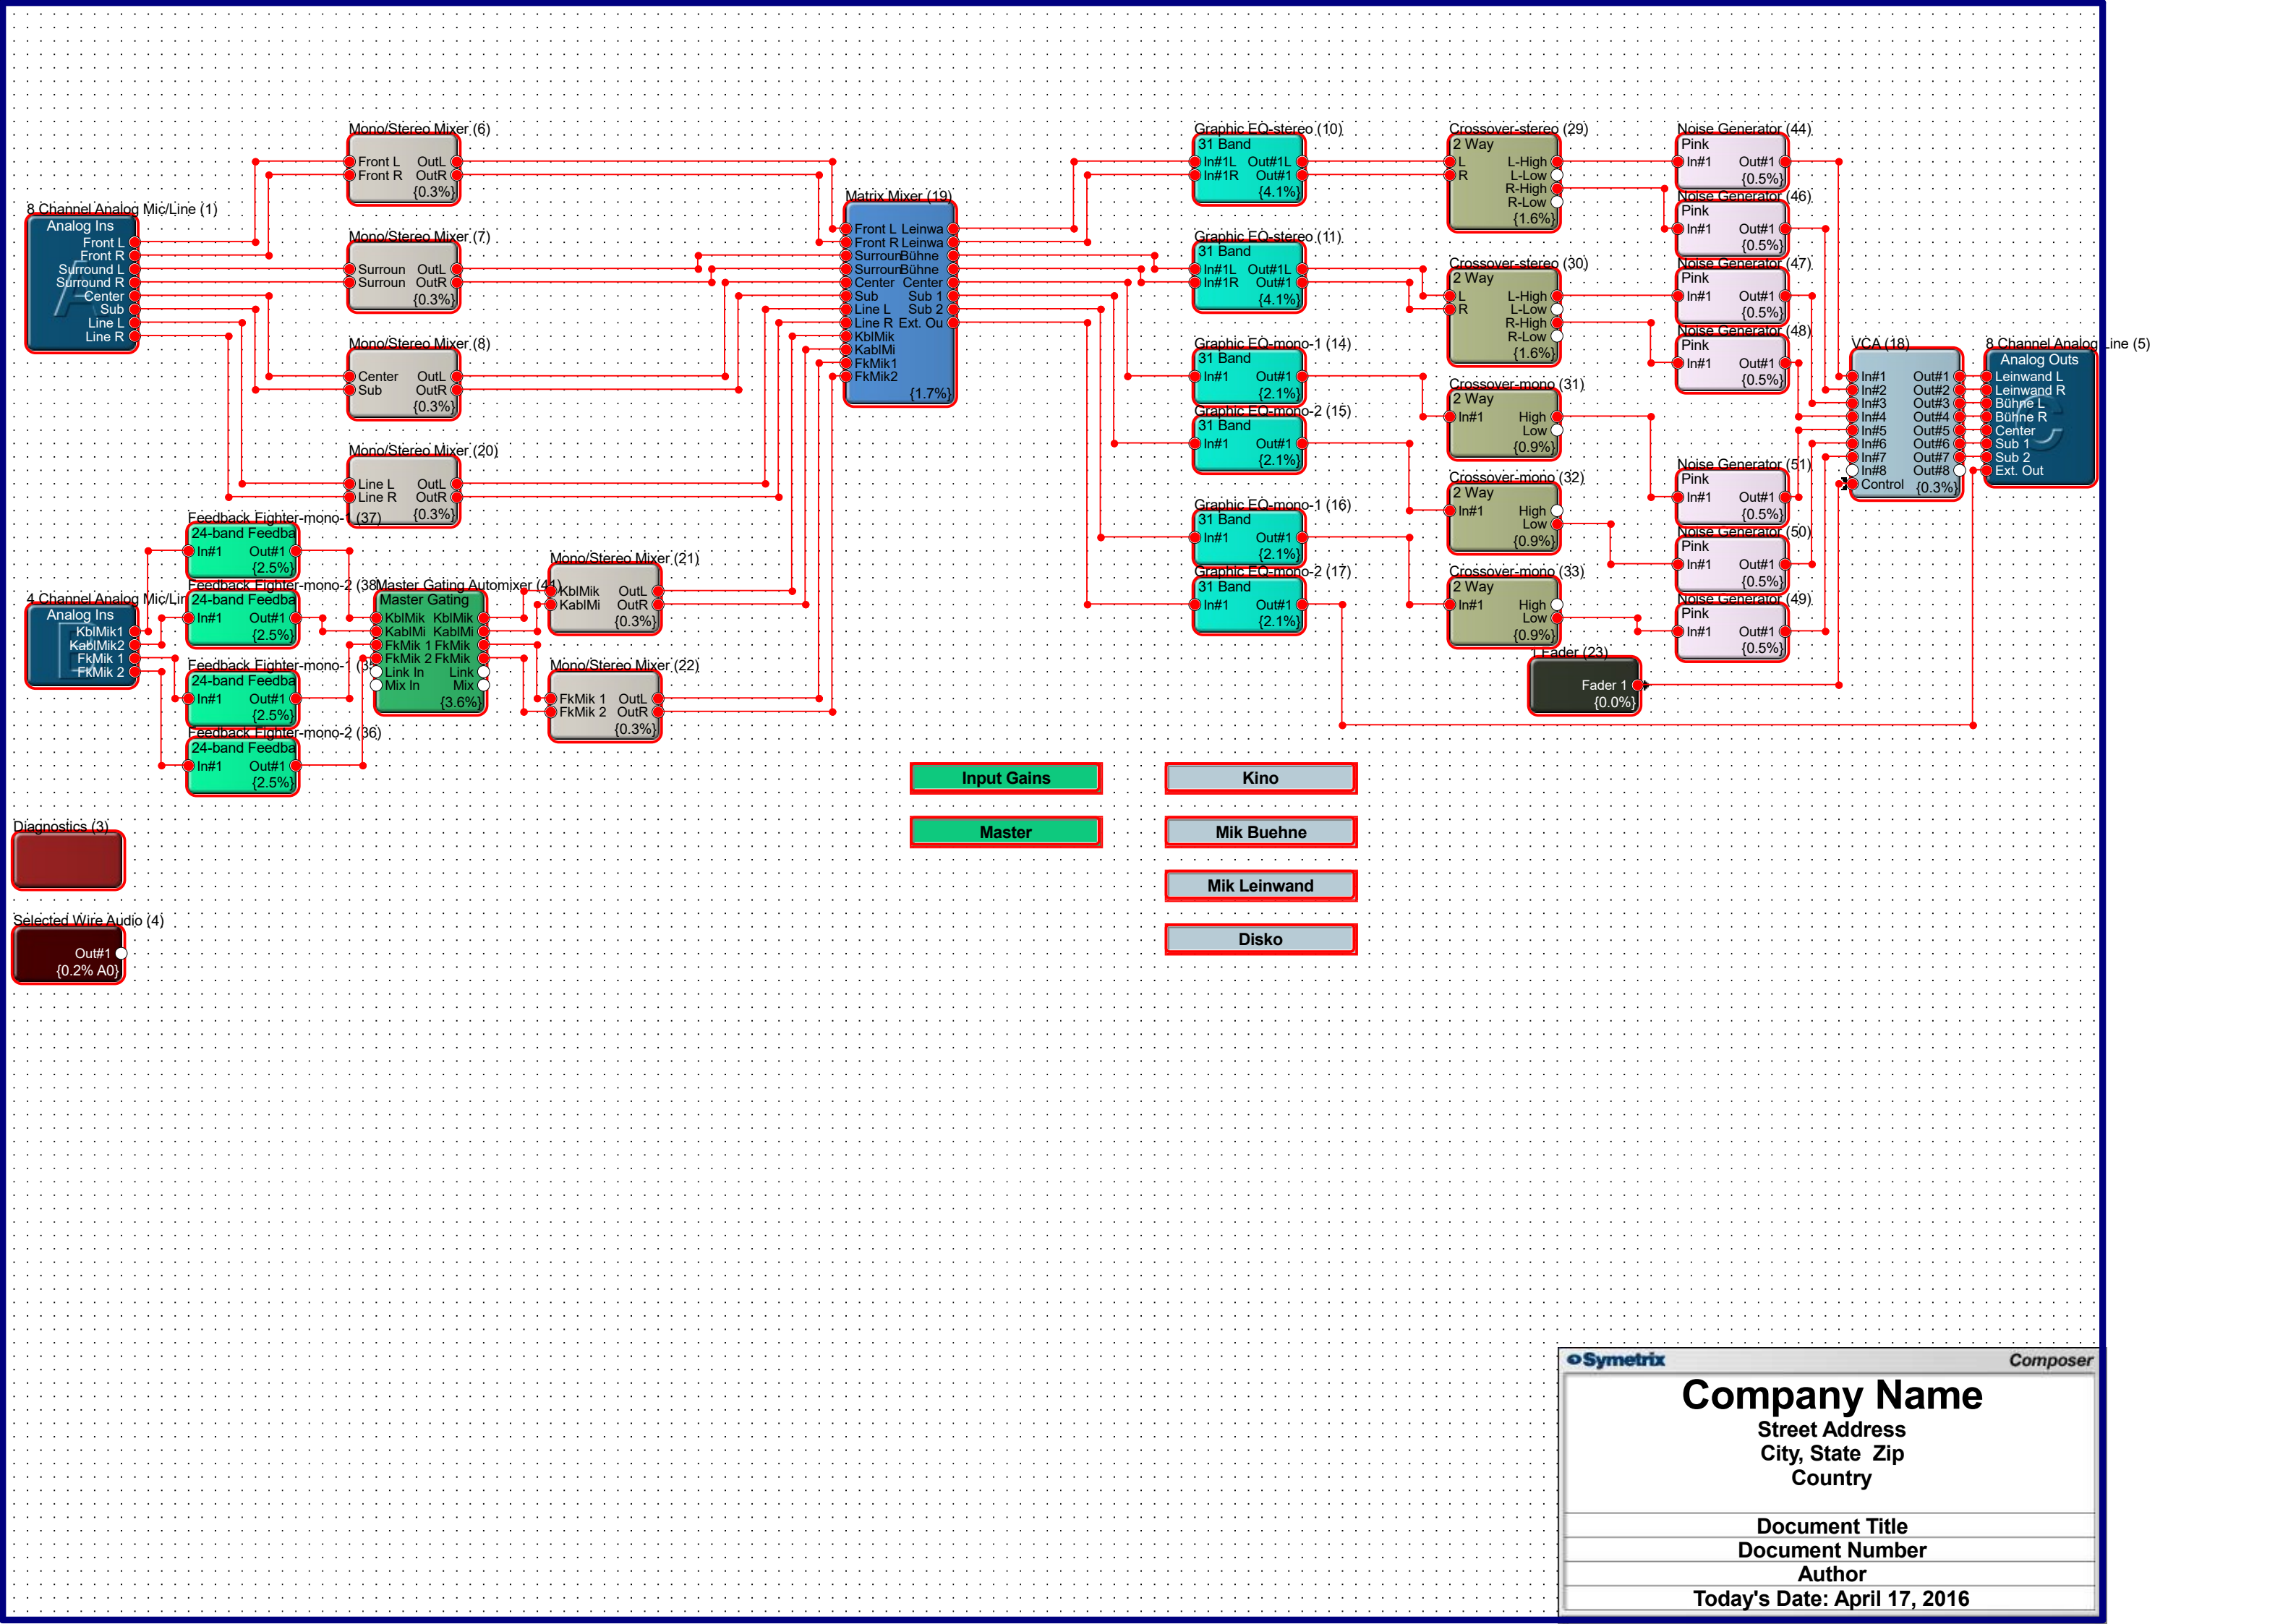 8 Channel Analog Mic/Line (1)
Analog Ins
Front L
Front R
Surround L
Surround R
Center
Sub
Line L
Line R
Mono/Stereo Mixer (6)
Front L OutL
Front R OutR
{0.3%}
Mono/Stereo Mixer (7)
Surroun OutL
Surroun OutR
{0.3%}
Mono/Stereo Mixer (8)
Center OutL
Sub OutR
{0.3%}
Mono/Stereo Mixer (20)
Line L OutL
Line R OutR
{0.3%}
4 Channel Analog Mic/Lin
Analog Ins
KblMik1
KablMik2
FkMik 1
FkMik 2
Feedback Fighter-mono-1 (37)
24-band Feedba
In#1 Out#1
{2.5%}
Feedback Fighter-mono-2 (38)
24-band Feedba
In#1 Out#1
{2.5%}
Feedback Fighter-mono-1
24-band Feedba
In#1 Out#1
{2.5%}
Feedback Fighter-mono-2 (36)
24-band Feedba
In#1 Out#1
{2.5%}
Master Gating Automixer (41)
Master Gating
KblMik KblMik
KablMi KablMi
FkMik 1 FkMik
FkMik 2 FkMik
Link In Link
Mix In Mix
{3.6%}
Mono/Stereo Mixer (21)
KblMik OutL
KablMi OutR
{0.3%}
Mono/Stereo Mixer (22)
FkMik 1 OutL
FkMik 2 OutR
{0.3%}
Matrix Mixer (19)
Front L Leinwa
Front R Leinwa
Surroun Bühne
Surroun Bühne
Center Center
Sub Sub 1
Line L Sub 2
Line R Ext. Ou
KblMik
KablMi
FkMik1
FkMik2
{1.7%}
Graphic EQ-stereo (10)
31 Band
In#1L Out#1L
In#1R Out#1
{4.1%}
Graphic EQ-stereo (11)
31 Band
In#1L Out#1L
In#1R Out#1
{4.1%}
Graphic EQ-mono-1 (14)
31 Band
In#1 Out#1
{2.1%}
Graphic EQ-mono-2 (15)
31 Band
In#1 Out#1
{2.1%}
Graphic EQ-mono-1 (16)
31 Band
In#1 Out#1
{2.1%}
Graphic EQ-mono-2 (17)
31 Band
In#1 Out#1
{2.1%}
Crossover-stereo (29)
2 Way
L L-High
R L-Low
R-High
R-Low
{1.6%}
Crossover-stereo (30)
2 Way
L L-High
R L-Low
R-High
R-Low
{1.6%}
Crossover-mono (31)
2 Way
In#1 High
Low
{0.9%}
Crossover-mono (32)
2 Way
In#1 High
Low
{0.9%}
Crossover-mono (33)
2 Way
In#1 High
Low
{0.9%}
1 Fader (23)
Fader 1
{0.0%}
Noise Generator (44)
Pink
In#1 Out#1
{0.5%}
Noise Generator (46)
Pink
In#1 Out#1
{0.5%}
Noise Generator (47)
Pink
In#1 Out#1
{0.5%}
Noise Generator (48)
Pink
In#1 Out#1
{0.5%}
Noise Generator (51)
Pink
In#1 Out#1
{0.5%}
Noise Generator (50)
Pink
In#1 Out#1
{0.5%}
Noise Generator (49)
Pink
In#1 Out#1
{0.5%}
VCA (18)
In#1 Out#1
In#2 Out#2
In#3 Out#3
In#4 Out#4
In#5 Out#5
In#6 Out#6
In#7 Out#7
In#8 Out#8
Control {0.3%}
8 Channel Analog Line (5)
Analog Outs
Leinwand L
Leinwand R
Bühne L
Bühne R
Center
Sub 1
Sub 2
Ext. Out
Input Gains
Master
Kino
Mik Buehne
Mik Leinwand
Disko
Diagnostics (3)
Selected Wire Audio (4)
Out#1
{0.2% A0}
Symetrix Composer
Company Name
Street Address
City, State Zip
Country
Document Title
Document Number
Author
Today's Date: April 17, 2016